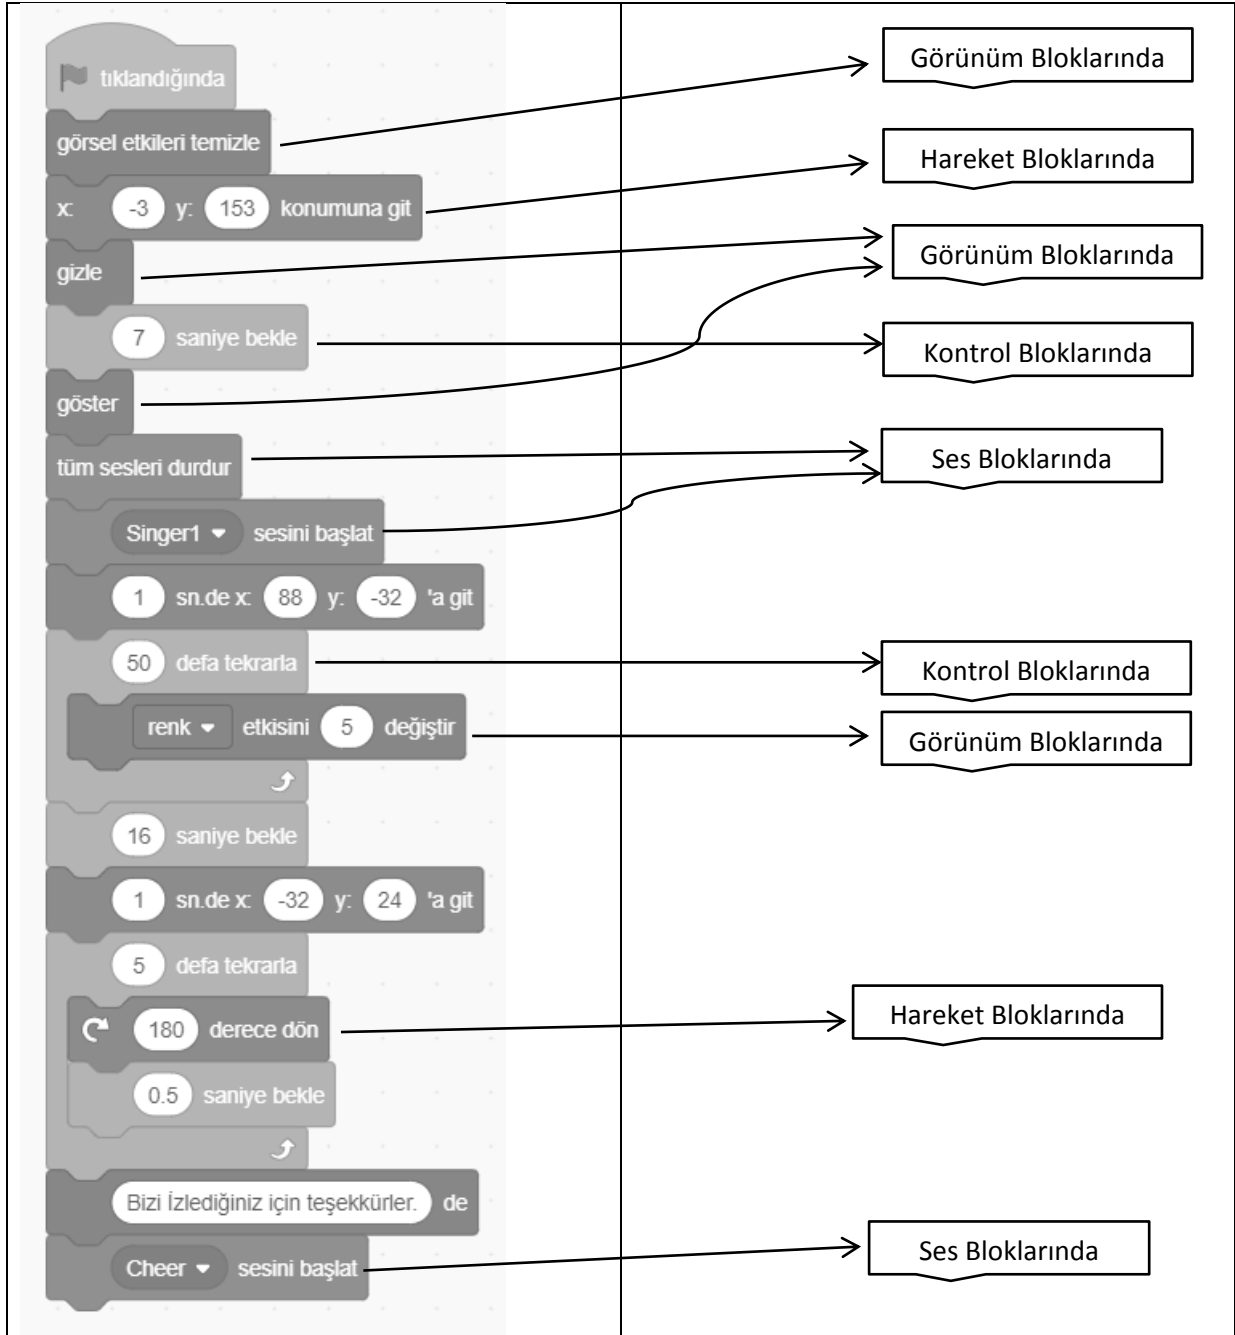 tıklandığında
görsel etkileri temizle
x: -3 y: 153 konumuna git
gizle
7 saniye bekle
göster
tüm sesleri durdur
Singer1 sesini başlat
1 sn.de x: 88 y: -32 'a git
50 defa tekrarla
renk etkisini 5 değiştir
16 saniye bekle
1 sn.de x: -32 y: 24 'a git
5 defa tekrarla
180 derece dön
0.5 saniye bekle
Bizi İzlediğiniz için teşekkürler. de
Cheer sesini başlat
Görünüm Bloklarında
Hareket Bloklarında
Görünüm Bloklarında
Kontrol Bloklarında
Ses Bloklarında
Kontrol Bloklarında
Görünüm Bloklarında
Hareket Bloklarında
Ses Bloklarında